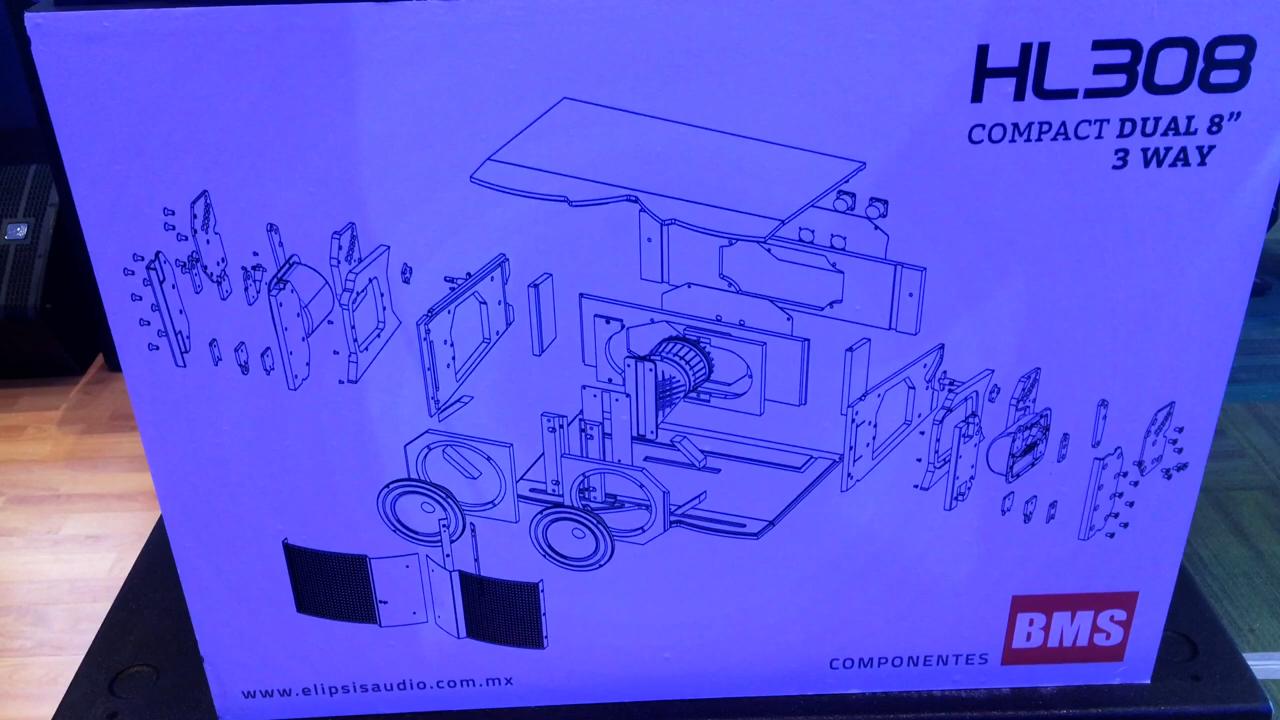 HL308
COMPACT DUAL 8”
3 WAY
COMPONENTES BMS
www.elipsisaudio.com.mx